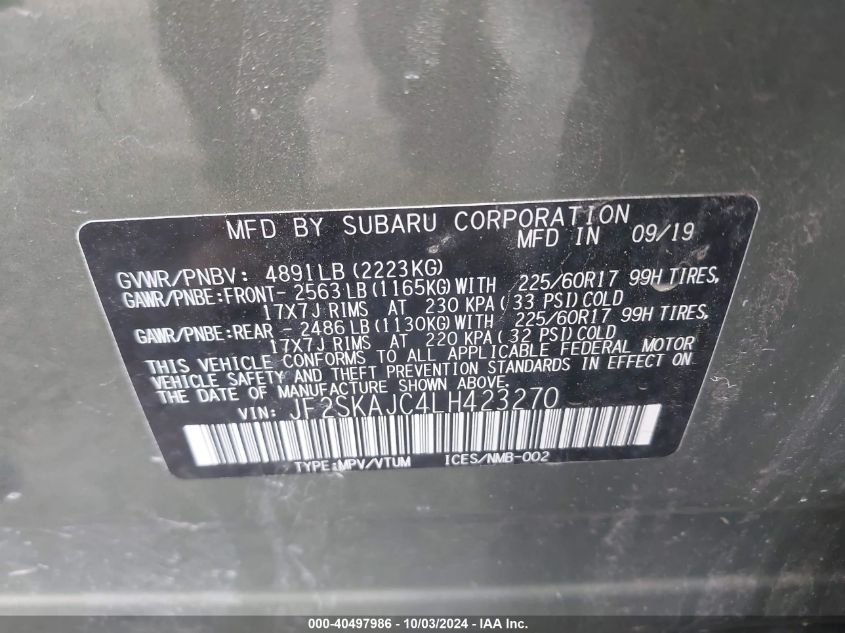 MFD BY SUBARU CORPORATION
MFD IN 09/19
GVWR/PNBV: 4891LB (2223KG)
GAWR/PNBE:FRONT- 2563LB(1165KG)WITH 225/60R17 99H TIRES,
17X7J RIMS AT 230 KPA(33 PSI)COLD
GAWR/PNBE:REAR - 2486LB(1130KG)WITH 225/60R17 99H TIRES,
17X7J RIMS AT 220 KPA(32 PSI)COLD
THIS VEHICLE CONFORMS TO ALL APPLICABLE FEDERAL MOTOR
VEHICLE SAFETY AND THEFT PREVENTION STANDARDS IN EFFECT ON
THE DATE OF MANUFACTURE SHOWN ABOVE.
VIN: JF2SKAJC4LH423270
TYPE:MPV/VTUM ICES/NMB-002
000-40497986 - 10/03/2024 - IAA Inc.